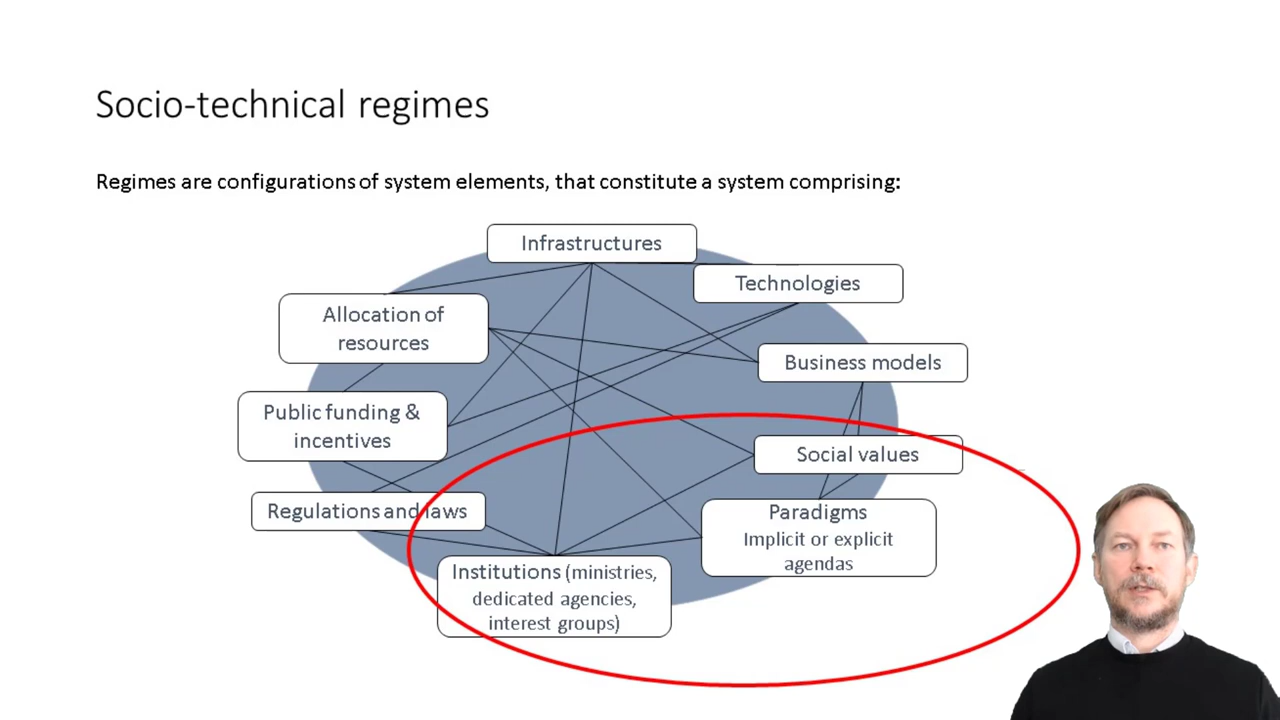 Socio-technical regimes
Regimes are configurations of system elements, that constitute a system comprising:
Infrastructures
Technologies
Allocation of
resources
Business models
Public funding &
incentives
Social values
Regulations and laws
Paradigms
Implicit or explicit
agendas
Institutions (ministries,
dedicated agencies,
interest groups)